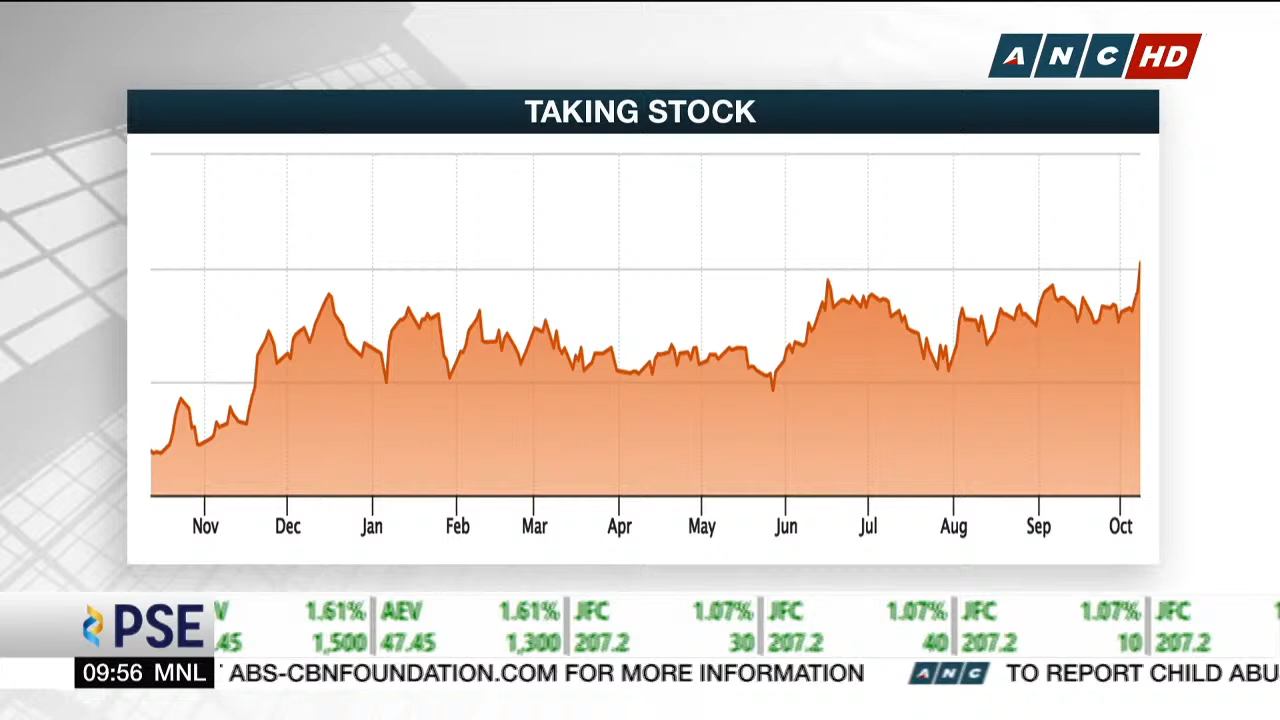 ANC HD
TAKING STOCK
Nov Dec Jan Feb Mar Apr May Jun Jul Aug Sep Oct
PSE
V 1.61% AEV 1.61% JFC 1.07% JFC 1.07% JFC 1.07% JFC
.45 1,500 47.45 1,300 207.2 30 207.2 40 207.2 10 207.2
09:56 MNL ABS-CBNFOUNDATION.COM FOR MORE INFORMATION ANC TO REPORT CHILD ABU